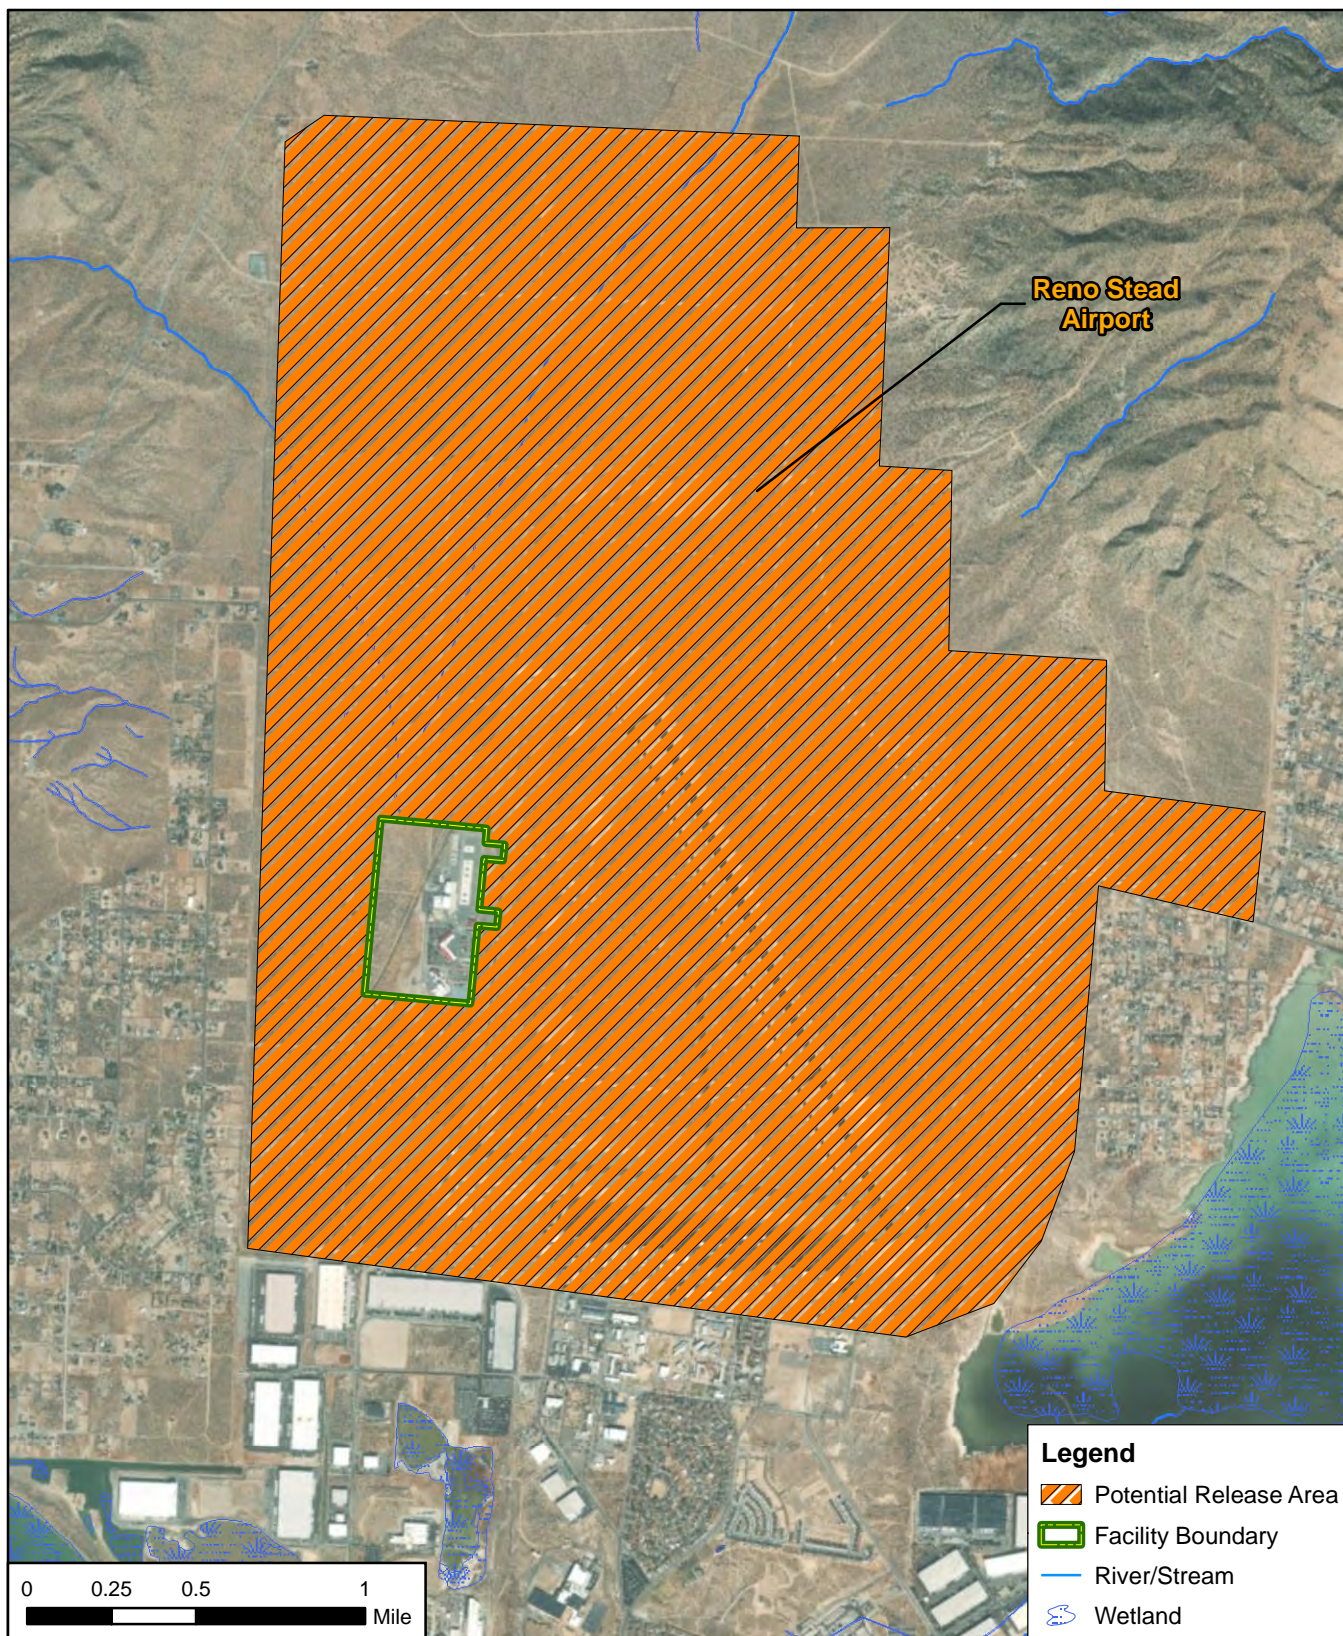 Reno Stead
Airport
Legend
Potential Release Area
Facility Boundary
River/Stream
Wetland
0 0.25 0.5 1
Mile